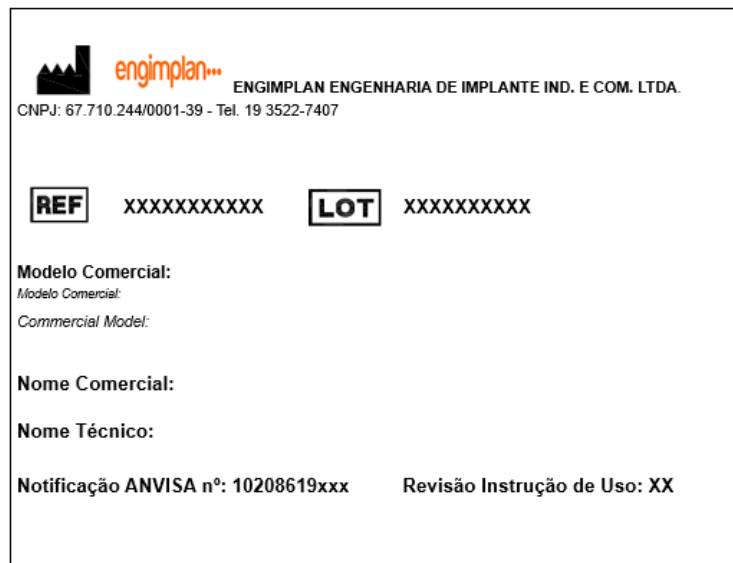 engimplan
ENGIMPLAN ENGENHARIA DE IMPLANTE IND. E COM. LTDA.
CNPJ: 67.710.244/0001-39 - Tel. 19 3522-7407
REF XXXXXXXXXXX LOT XXXXXXXXXX
Modelo Comercial:
Modelo Comercial:
Commercial Model:
Nome Comercial:
Nome Técnico:
Notificação ANVISA nº: 10208619xxx Revisão Instrução de Uso: XX